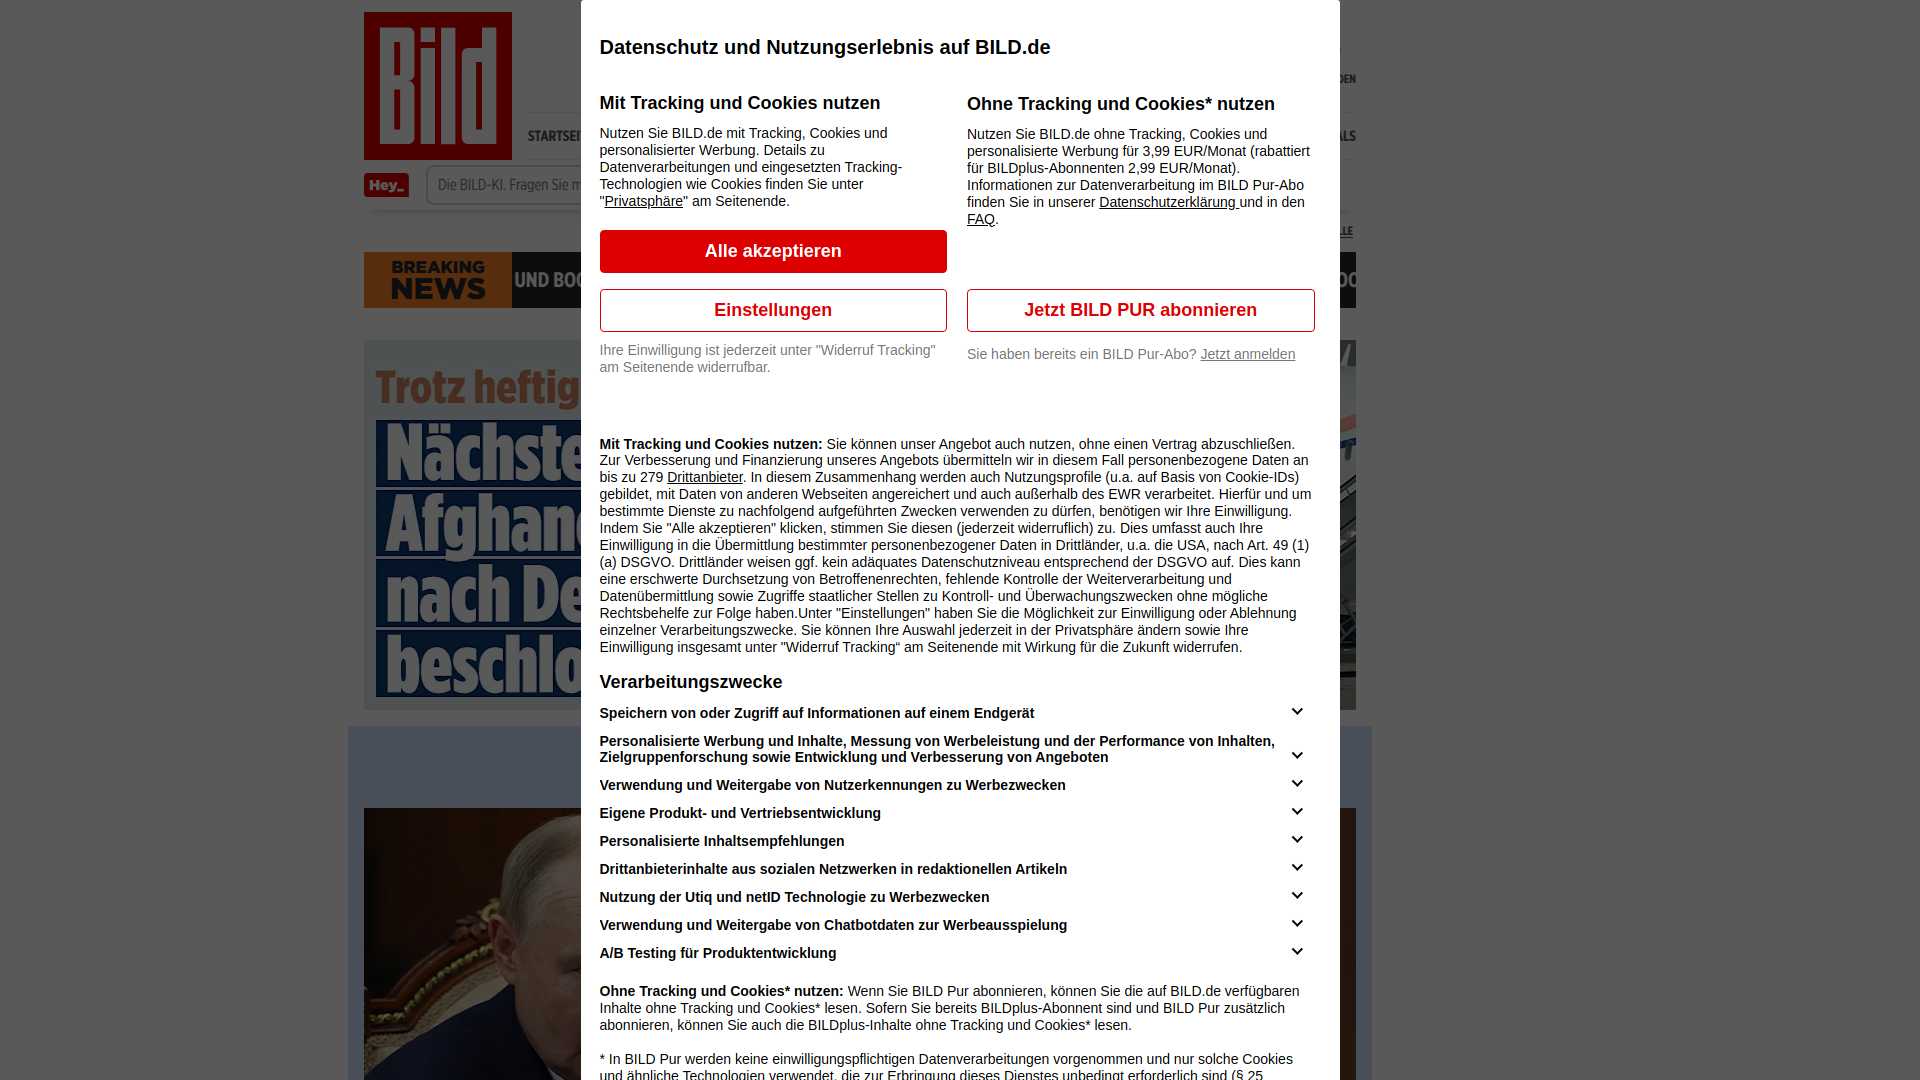 Bild
Datenschutz und Nutzungserlebnis auf BILD.de
Mit Tracking und Cookies nutzen
Nutzen Sie BILD.de mit Tracking, Cookies und
personalisierter Werbung. Details zu
Datenverarbeitungen und eingesetzten Tracking-
Technologien wie Cookies finden Sie unter
"Privatsphäre" am Seitenende.
Alle akzeptieren
Einstellungen
Ihre Einwilligung ist jederzeit unter "Widerruf Tracking"
am Seitenende widerrufbar.
Ohne Tracking und Cookies* nutzen
Nutzen Sie BILD.de ohne Tracking, Cookies und
personalisierte Werbung für 3,99 EUR/Monat (rabattiert
für BILDplus-Abonnenten 2,99 EUR/Monat).
Informationen zur Datenverarbeitung im BILD Pur-Abo
finden Sie in unserer Datenschutzerklärung und in den
FAQ.
Jetzt BILD PUR abonnieren
Sie haben bereits ein BILD Pur-Abo? Jetzt anmelden
Mit Tracking und Cookies nutzen: Sie können unser Angebot auch nutzen, ohne einen Vertrag abzuschließen.
Zur Verbesserung und Finanzierung unseres Angebots übermitteln wir in diesem Fall personenbezogene Daten an
bis zu 279 Drittanbieter. In diesem Zusammenhang werden auch Nutzungsprofile (u.a. auf Basis von Cookie-IDs)
gebildet, mit Daten von anderen Webseiten angereichert und auch außerhalb des EWR verarbeitet. Hierfür und um
bestimmte Dienste zu nachfolgend aufgeführten Zwecken verwenden zu dürfen, benötigen wir Ihre Einwilligung.
Indem Sie "Alle akzeptieren" klicken, stimmen Sie diesen (jederzeit widerruflich) zu. Dies umfasst auch Ihre
Einwilligung in die Übermittlung bestimmter personenbezogener Daten in Drittländer, u.a. die USA, nach Art. 49 (1)
(a) DSGVO. Drittländer weisen ggf. kein adäquates Datenschutzniveau entsprechend der DSGVO auf. Dies kann
eine erschwerte Durchsetzung von Betroffenenrechten, fehlende Kontrolle der Weiterverarbeitung und
Datenübermittlung sowie Zugriffe staatlicher Stellen zu Kontroll- und Überwachungszwecken ohne mögliche
Rechtsbehelfe zur Folge haben.Unter "Einstellungen" haben Sie die Möglichkeit zur Einwilligung oder Ablehnung
einzelner Verarbeitungszwecke. Sie können Ihre Auswahl jederzeit in der Privatsphäre ändern sowie Ihre
Einwilligung insgesamt unter "Widerruf Tracking“ am Seitenende mit Wirkung für die Zukunft widerrufen.
Verarbeitungszwecke
Speichern von oder Zugriff auf Informationen auf einem Endgerät
Personalisierte Werbung und Inhalte, Messung von Werbeleistung und der Performance von Inhalten,
Zielgruppenforschung sowie Entwicklung und Verbesserung von Angeboten
Verwendung und Weitergabe von Nutzerkennungen zu Werbezwecken
Eigene Produkt- und Vertriebsentwicklung
Personalisierte Inhaltsempfehlungen
Drittanbieterinhalte aus sozialen Netzwerken in redaktionellen Artikeln
Nutzung der Utiq und netID Technologie zu Werbezwecken
Verwendung und Weitergabe von Chatbotdaten zur Werbeausspielung
A/B Testing für Produktentwicklung
Ohne Tracking und Cookies* nutzen: Wenn Sie BILD Pur abonnieren, können Sie die auf BILD.de verfügbaren
Inhalte ohne Tracking und Cookies* lesen. Sofern Sie bereits BILDplus-Abonnent sind und BILD Pur zusätzlich
abonnieren, können Sie auch die BILDplus-Inhalte ohne Tracking und Cookies* lesen.
* In BILD Pur werden keine einwilligungspflichtigen Datenverarbeitungen vorgenommen und nur solche Cookies
und ähnliche Technologien verwendet, die zur Erbringung dieses Dienstes unbedingt erforderlich sind (§ 25
STARTSEI
Hey_
Die BILD-KI. Fragen Sie m
BREAKING
NEWS
UND BOO
Trotz heftig
Nächste
Afghan
nach De
beschlo